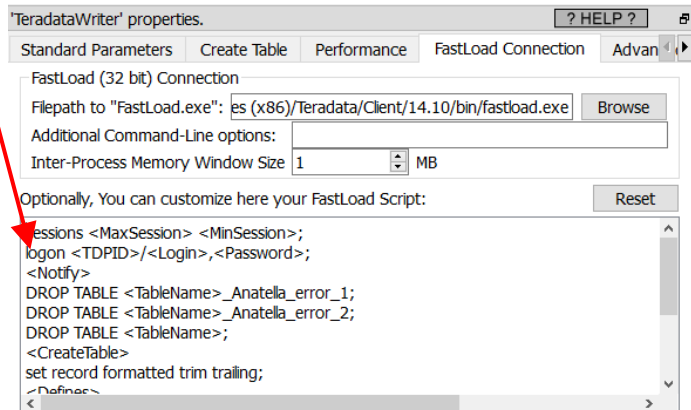 'TeradataWriter' properties. ? HELP ?
Standard Parameters Create Table Performance FastLoad Connection Advan
FastLoad (32 bit) Connection
Filepath to "FastLoad.exe": es (x86)/Teradata/Client/14.10/bin/fastload.exe Browse
Additional Command-Line options:
Inter-Process Memory Window Size 1 MB
Optionally, You can customize here your FastLoad Script: Reset
sessions <MaxSession> <MinSession>;
logon <TDPID>/<Login>,<Password>;
<Notify>
DROP TABLE <TableName>_Anatella_error_1;
DROP TABLE <TableName>_Anatella_error_2;
DROP TABLE <TableName>;
<CreateTable>
set record formatted trim trailing;
<Defines>